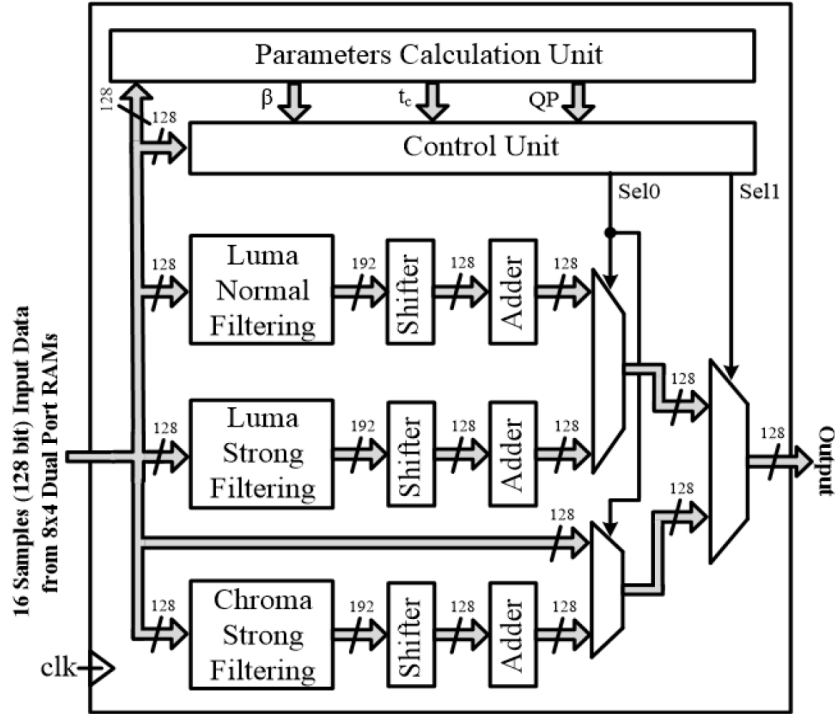 Parameters Calculation Unit
128
128
β
t_c
QP
Control Unit
Sel0
Sel1
128
Luma
Normal
Filtering
192
Shifter
128
Adder
128
128
128
Luma
Strong
Filtering
192
Shifter
128
Adder
128
128
128
128
128
Chroma
Strong
Filtering
192
Shifter
128
Adder
128
16 Samples (128 bit) Input Data
from 8x4 Dual Port RAMs
Output
clk